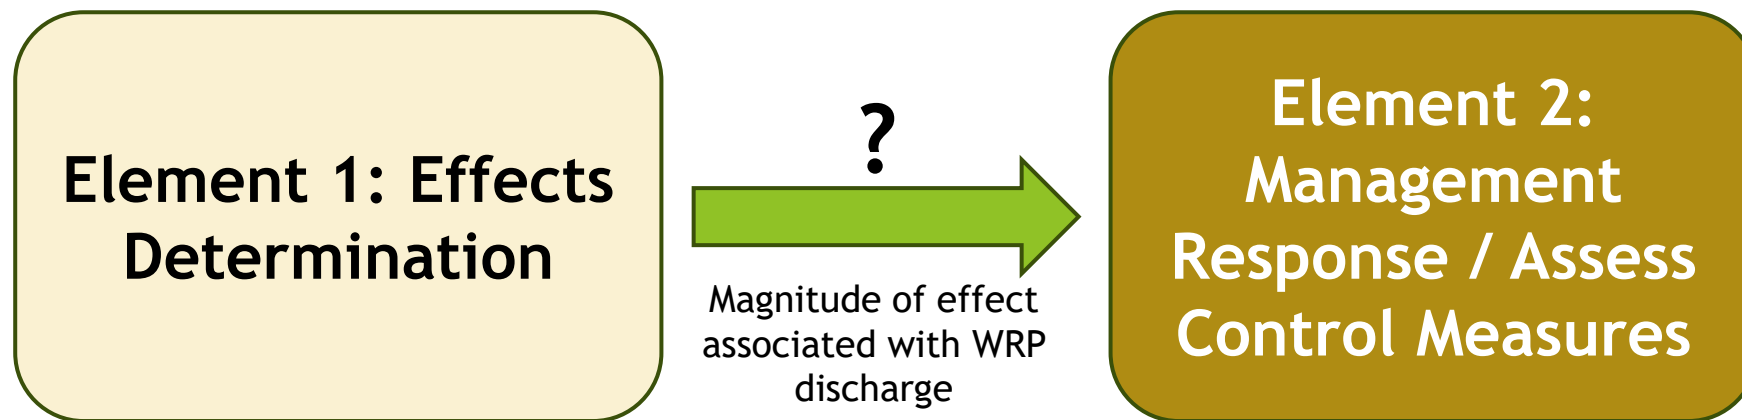 Element 1: Effects
Determination
?
Magnitude of effect
associated with WRP
discharge
Element 2:
Management
Response / Assess
Control Measures